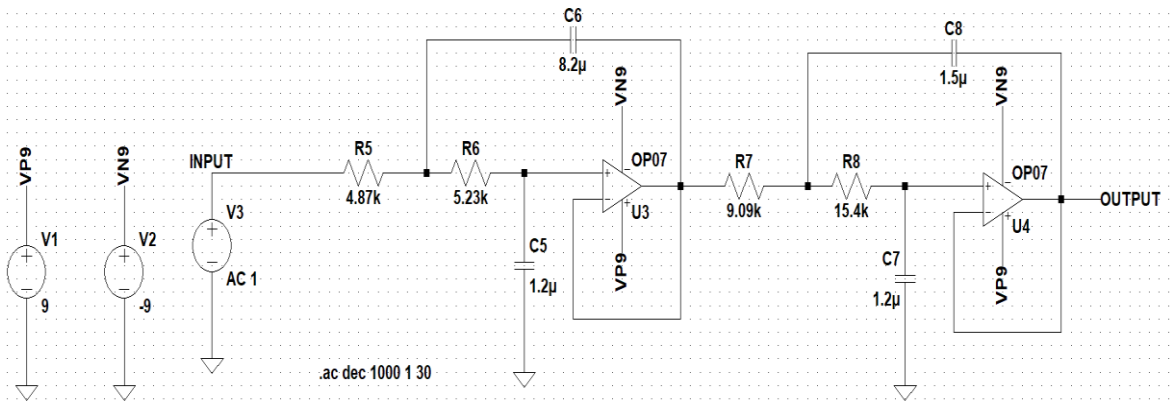 C6
8.2µ
C8
1.5µ
VP9
VN9
INPUT
R5
4.87k
R6
5.23k
VN9
OP07
U3
VP9
R7
9.09k
R8
15.4k
VN9
OP07
U4
VP9
OUTPUT
V1
9
V2
-9
V3
AC 1
C5
1.2µ
C7
1.2µ
.ac dec 1000 1 30